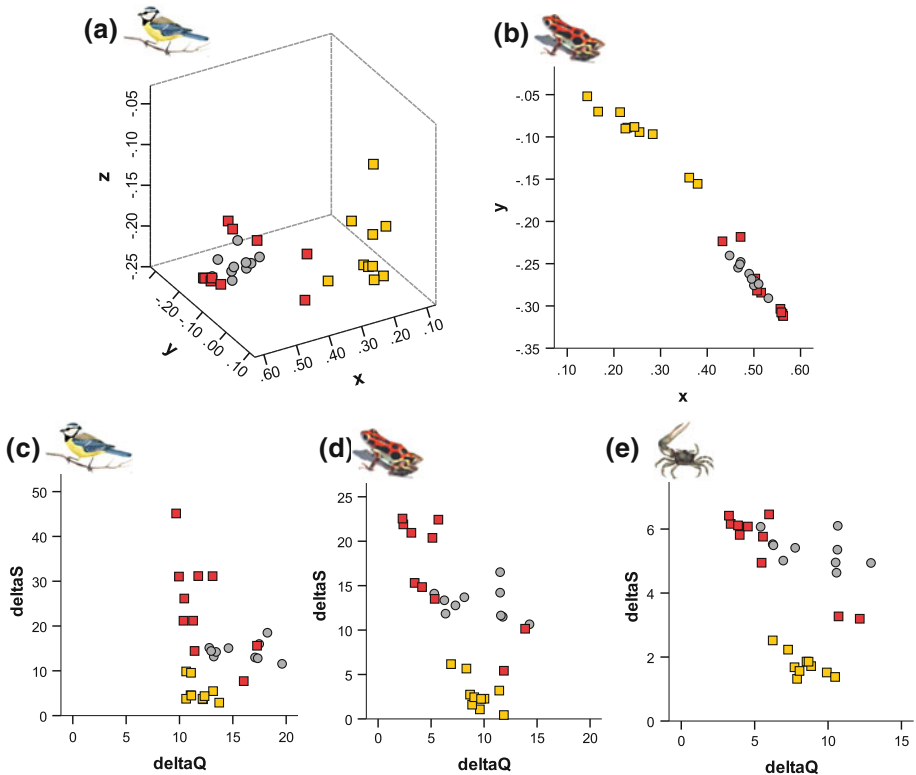 (a)
(b)
z
-.05
-.10
-.15
-.20
-.25
-.20 -.10 .00 .10
y
.60 .50 .40 .30 .20 .10
x
y
-.05
-.10
-.15
-.20
-.25
-.30
-.35
.10 .20 .30 .40 .50 .60
x
(c)
(d)
(e)
deltaS
50
40
30
20
10
0
0 5 10 15 20
deltaQ
deltaS
25
20
15
10
5
0
0 5 10 15 20
deltaQ
deltaS
6
4
2
0
0 5 10 15
deltaQ